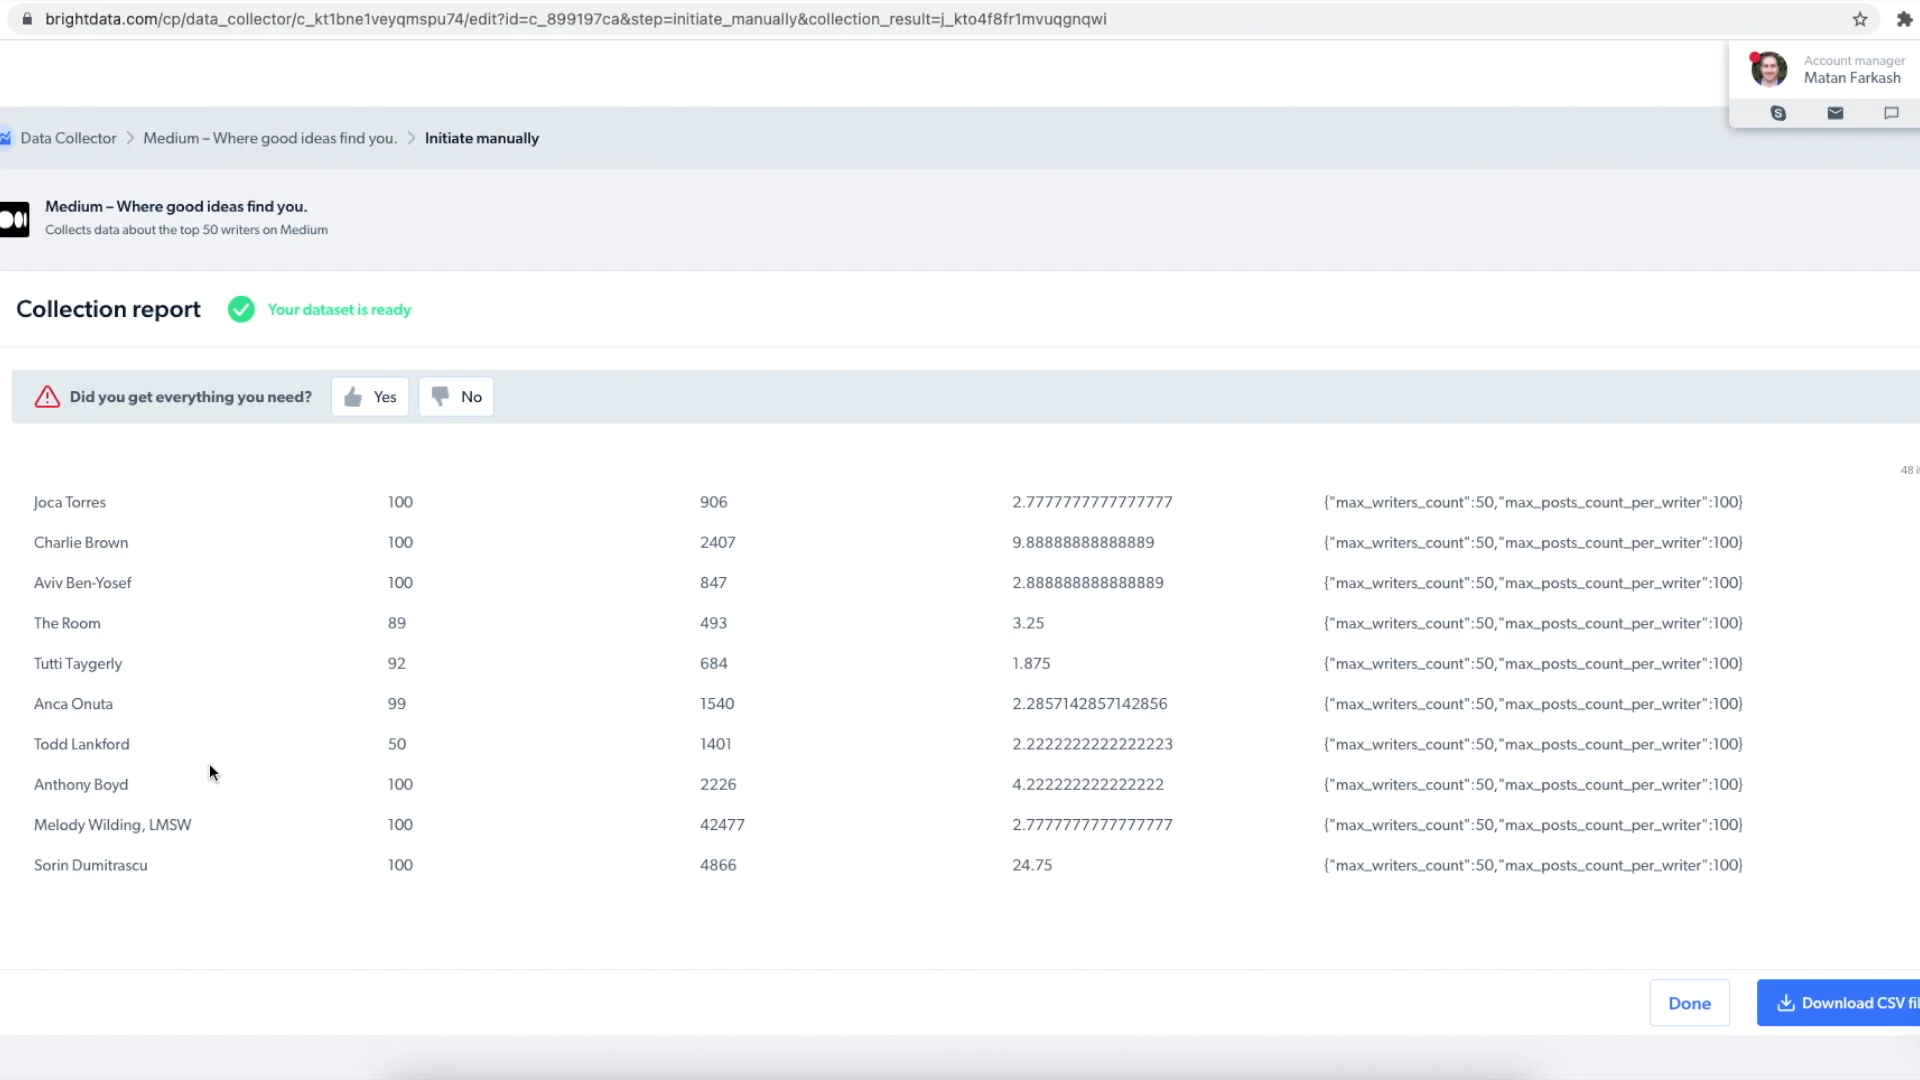 brightdata.com/cp/data_collector/c_kt1bne1veyqmspu74/edit?id=c_899197ca&step=initiate_manually&collection_result=j_kto4f8fr1mvuqgnqwi
Account manager
Matan Farkash
Data Collector > Medium – Where good ideas find you. > Initiate manually
Medium – Where good ideas find you.
Collects data about the top 50 writers on Medium
Collection report Your dataset is ready
Did you get everything you need? Yes No
48
Joca Torres 100 906 2.7777777777777777 {"max_writers_count":50,"max_posts_count_per_writer":100}
Charlie Brown 100 2407 9.88888888888889 {"max_writers_count":50,"max_posts_count_per_writer":100}
Aviv Ben-Yosef 100 847 2.888888888888889 {"max_writers_count":50,"max_posts_count_per_writer":100}
The Room 89 493 3.25 {"max_writers_count":50,"max_posts_count_per_writer":100}
Tutti Taygerly 92 684 1.875 {"max_writers_count":50,"max_posts_count_per_writer":100}
Anca Onuta 99 1540 2.2857142857142856 {"max_writers_count":50,"max_posts_count_per_writer":100}
Todd Lankford 50 1401 2.2222222222222223 {"max_writers_count":50,"max_posts_count_per_writer":100}
Anthony Boyd 100 2226 4.222222222222222 {"max_writers_count":50,"max_posts_count_per_writer":100}
Melody Wilding, LMSW 100 42477 2.7777777777777777 {"max_writers_count":50,"max_posts_count_per_writer":100}
Sorin Dumitrascu 100 4866 24.75 {"max_writers_count":50,"max_posts_count_per_writer":100}
Done Download CSV